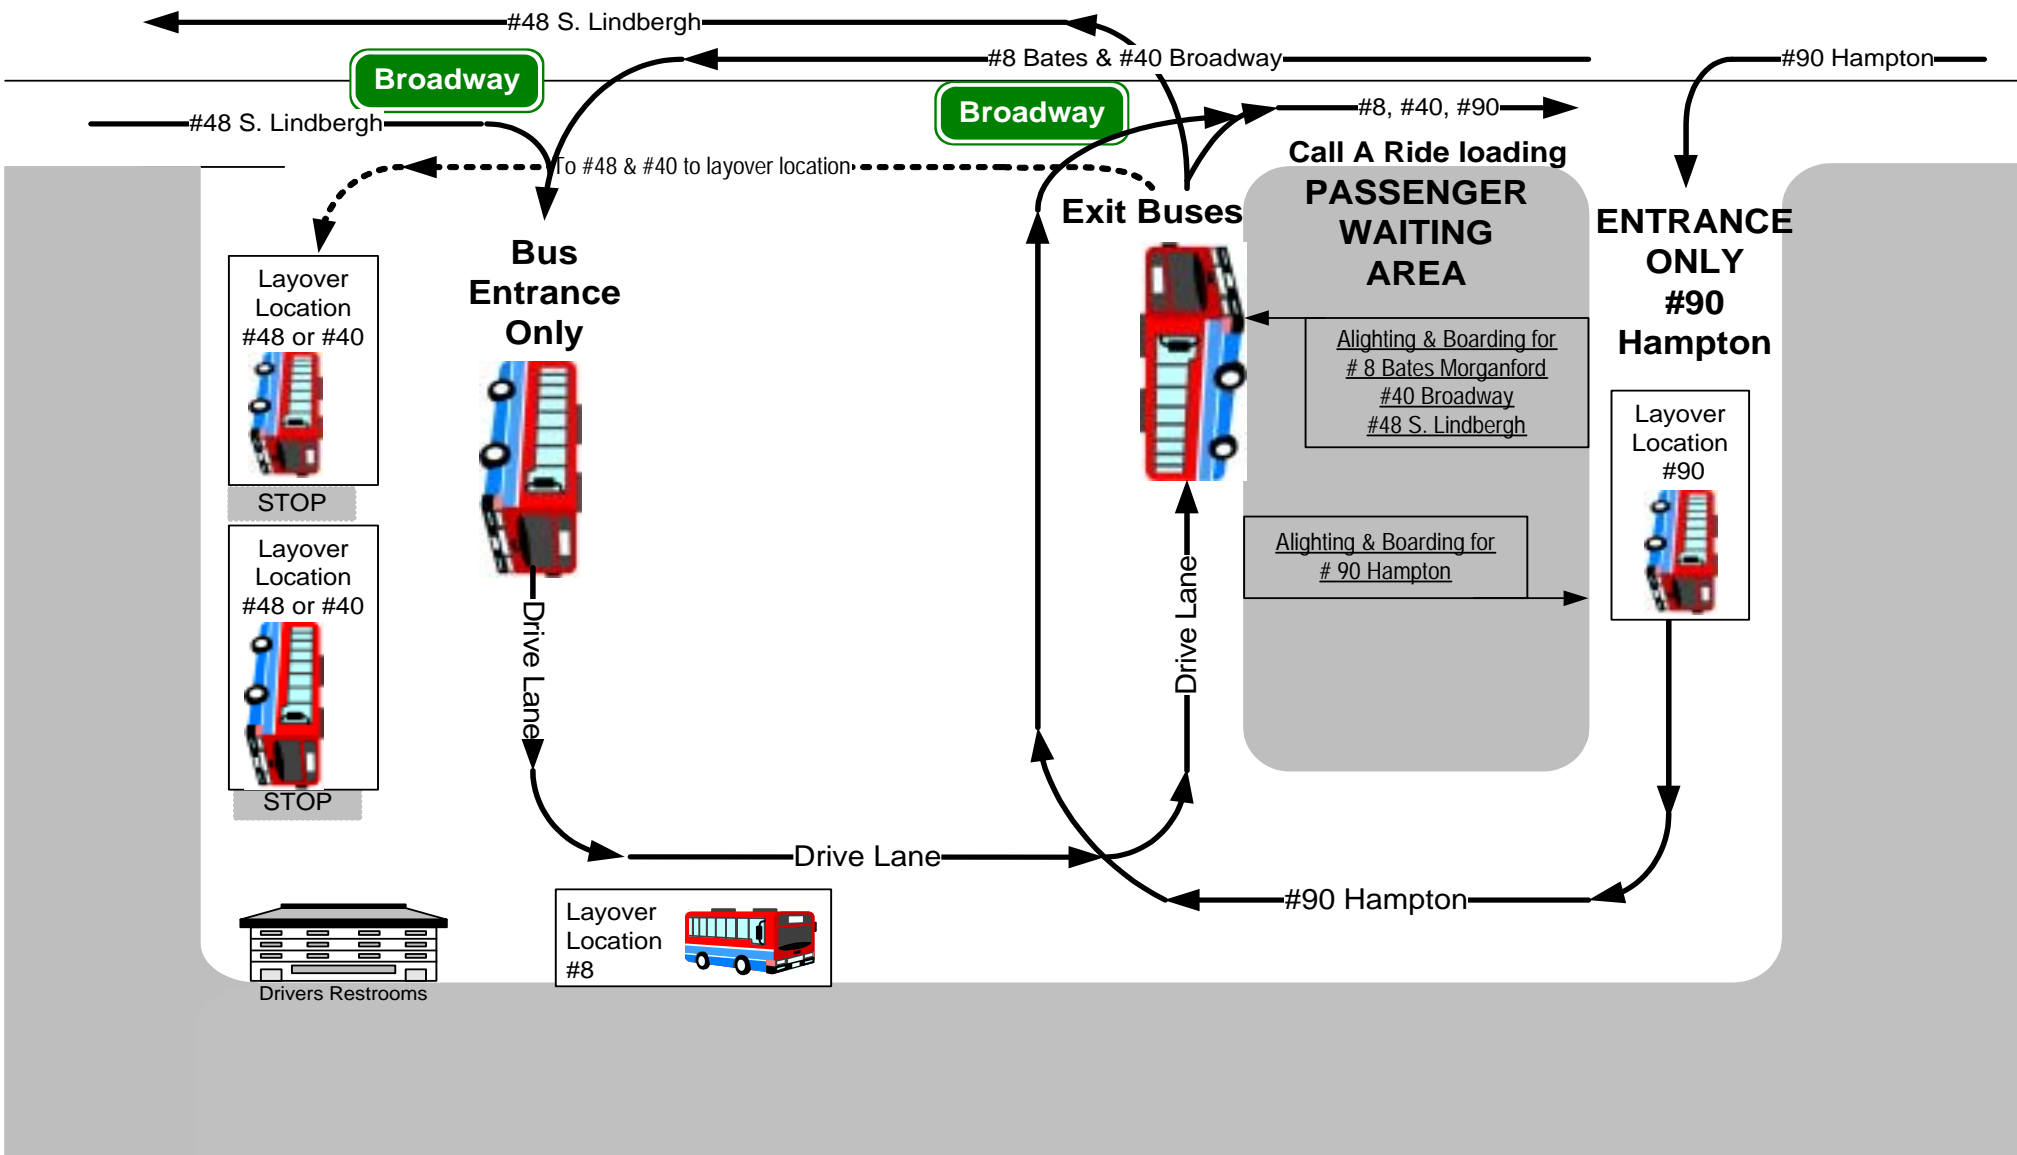 #48 S. Lindbergh
#8 Bates & #40 Broadway
#90 Hampton
Broadway
Broadway
#48 S. Lindbergh
#8, #40, #90
To #48 & #40 to layover location
Call A Ride loading
PASSENGER
WAITING
AREA
Exit Buses
ENTRANCE
ONLY
#90
Hampton
Bus
Entrance
Only
Layover
Location
#48 or #40
STOP
Layover
Location
#48 or #40
STOP
Alighting & Boarding for
# 8 Bates Morganford
#40 Broadway
#48 S. Lindbergh
Layover
Location
#90
Alighting & Boarding for
# 90 Hampton
Drive Lane
Drive Lane
Drive Lane
#90 Hampton
Layover
Location
#8
Drivers Restrooms